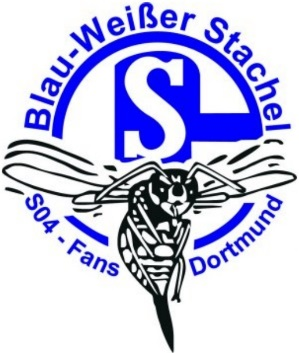 Blau-Weißer Stachel
S
S04 - Fans Dortmund